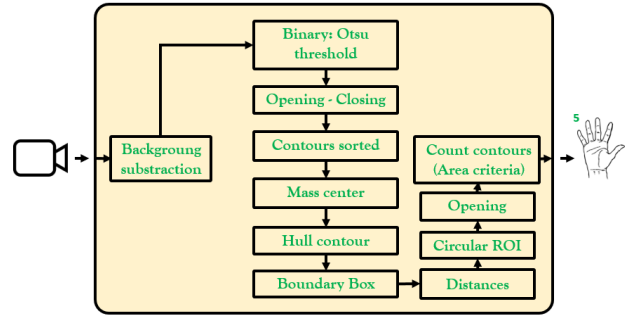 Backgroung
substraction
Binary: Otsu
threshold
Opening - Closing
Contours sorted
Mass center
Hull contour
Boundary Box
Distances
Circular ROI
Opening
Count contours
(Area criteria)
5